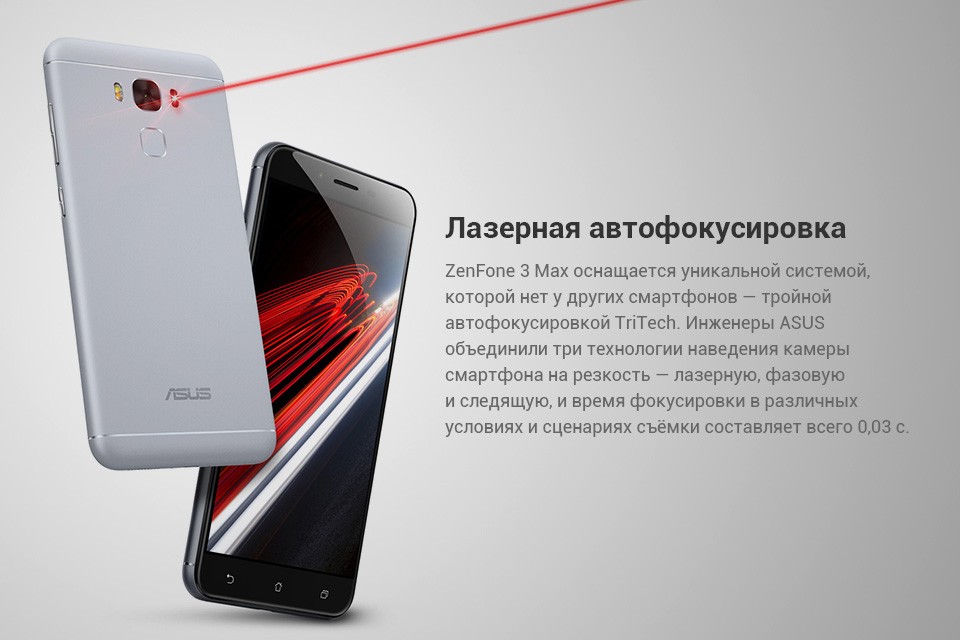 Лазерная автофокусировка
ZenFone 3 Max оснащается уникальной системой,
которой нет у других смартфонов — тройной
автофокусировкой TriTech. Инженеры ASUS
объединили три технологии наведения камеры
смартфона на резкость — лазерную, фазовую
и следящую, и время фокусировки в различных
условиях и сценариях съёмки составляет всего 0,03 с.
ASUS